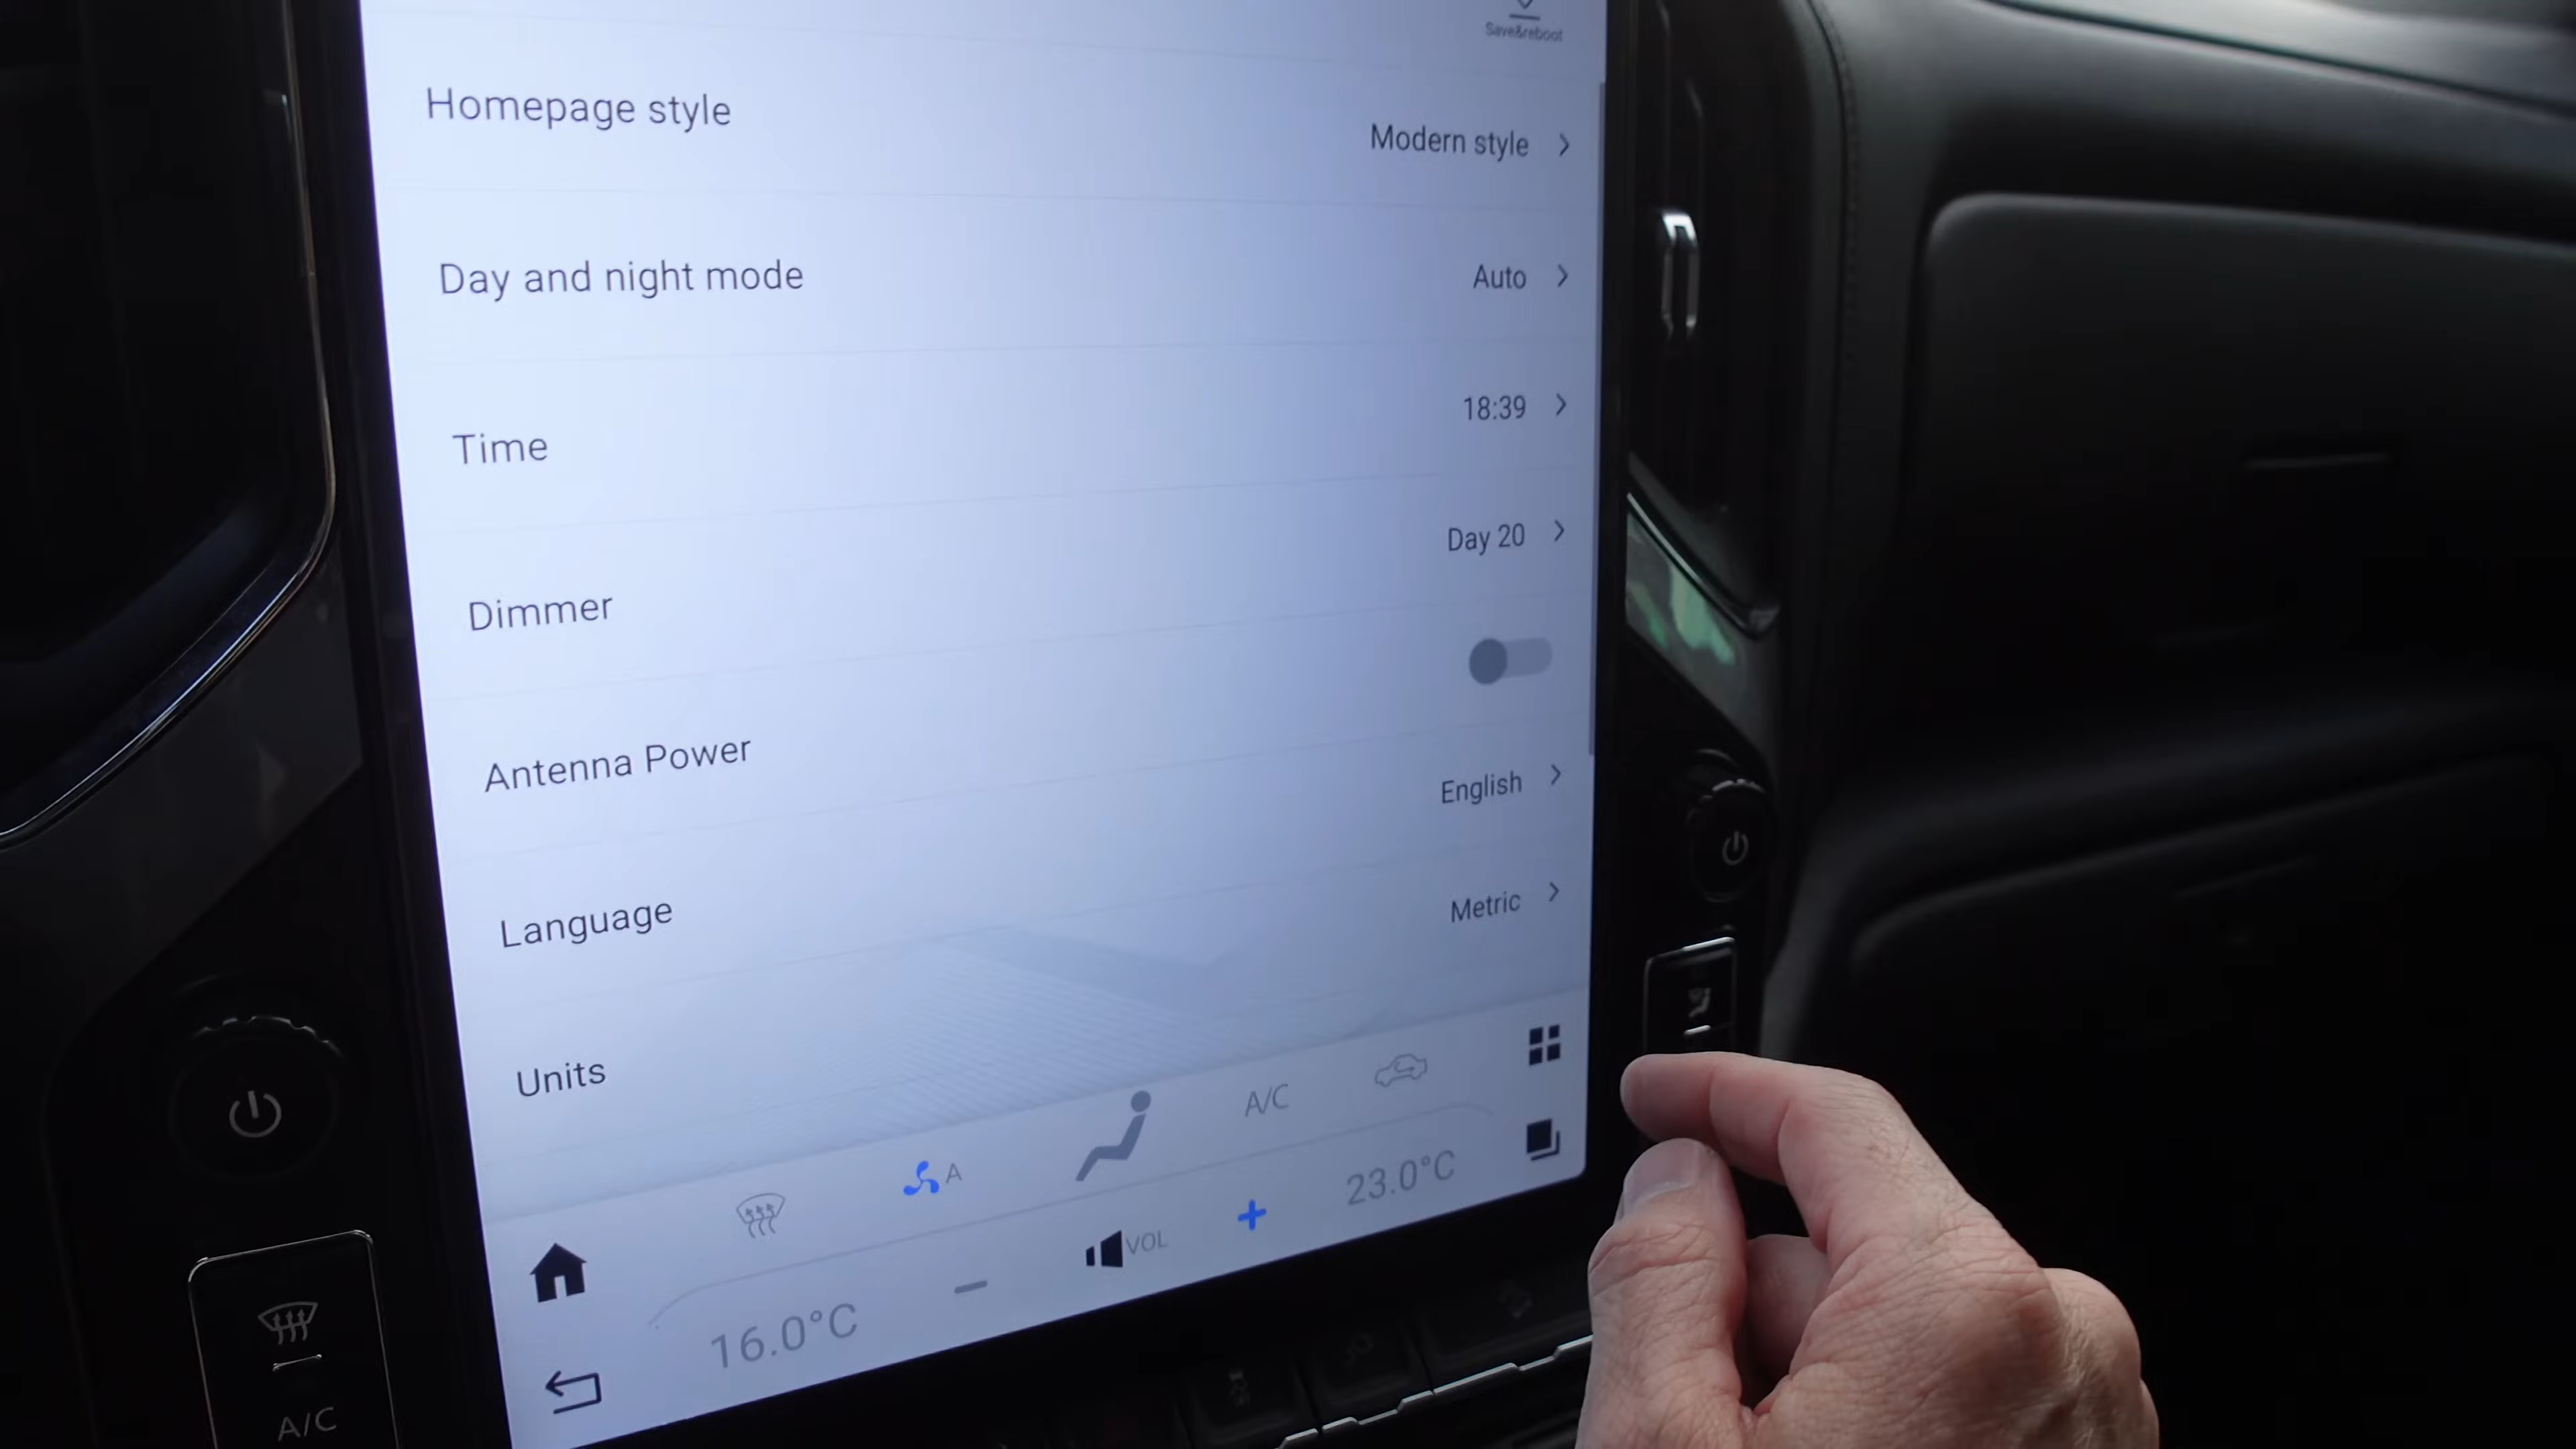 Save&reboot
Homepage style
Modern style
Day and night mode
Auto
Time
18:39
Dimmer
Day 20
Antenna Power
Language
English
Units
Metric
A
A/C
16.0°C
VOL
23.0°C
A/C